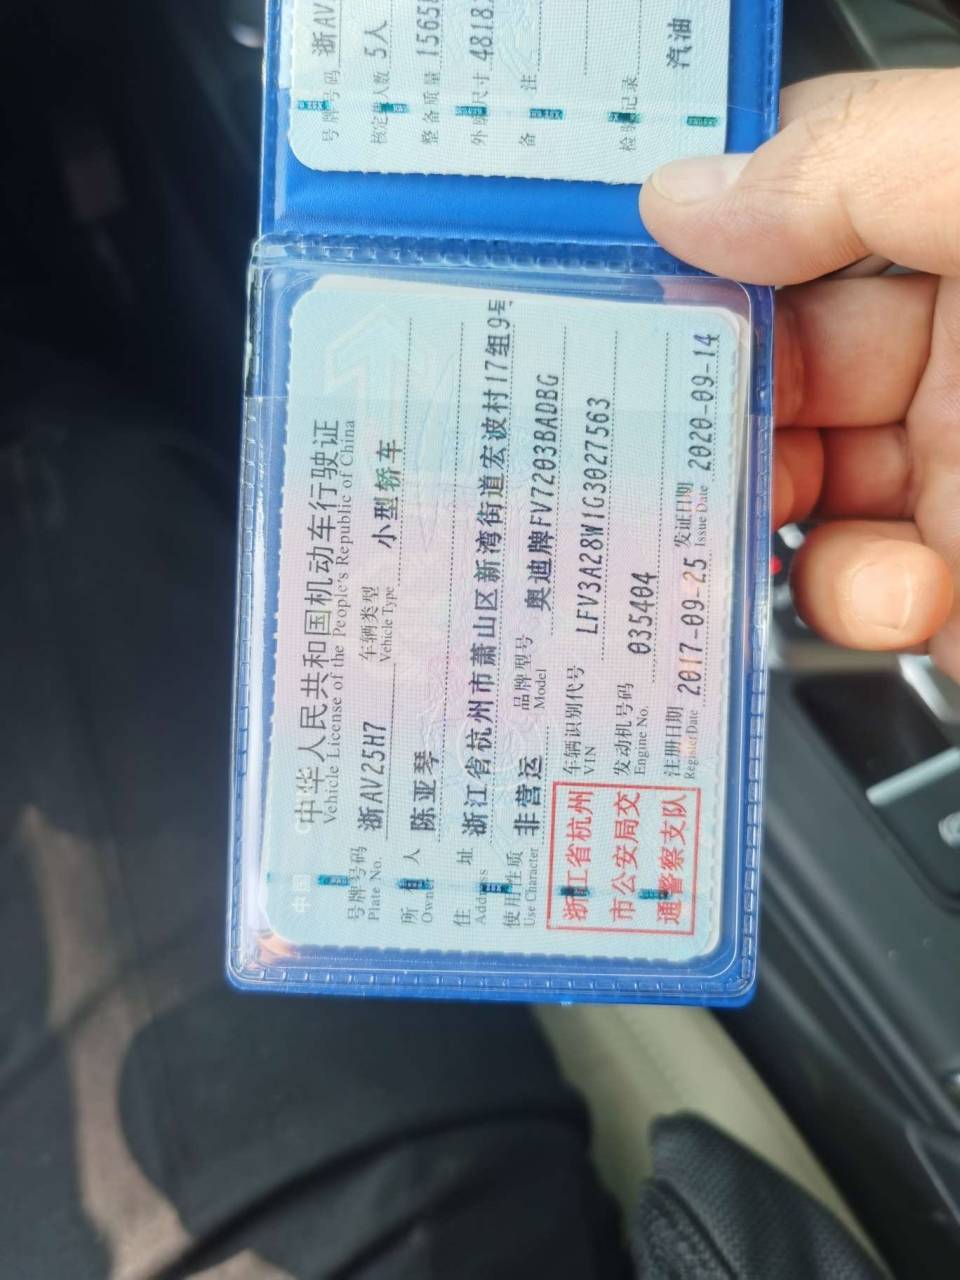 中华人民共和国机动车行驶证
Vehicle License of the People's Republic of China
号牌号码 浙AV25H7 车辆类型 小型轿车
Plate No. Vehicle Type
所 人 陈亚琴
Owner
住 址 浙江省杭州市萧山区新湾街道宏波村17组9号
Address
使用性质 非营运 品牌型号 奥迪牌FV7203BADBG
Use Character Model
浙江省杭州
市公安局交
通警察支队
车辆识别代号 LFV3A28W1G3027563
VIN
发动机号码 035404
Engine No.
注册日期 2017-09-25 发证日期 2020-09-14
Register Date Issue Date
号牌号码 浙AV
核定载人数 5人
整备质量 1565
外廓尺寸 4818
备 注
检验记录
汽油